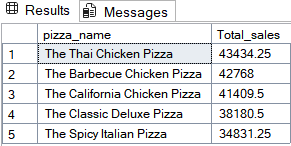 Results Messages
pizza_name Total_sales
1 The Thai Chicken Pizza 43434.25
2 The Barbecue Chicken Pizza 42768
3 The California Chicken Pizza 41409.5
4 The Classic Deluxe Pizza 38180.5
5 The Spicy Italian Pizza 34831.25